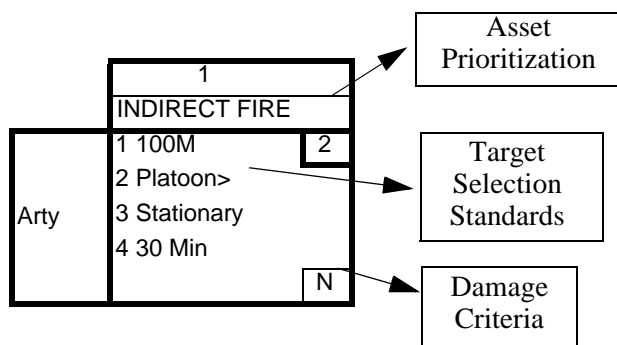 Asset
Prioritization
1
INDIRECT FIRE
1 100M
2
2 Platoon>
3 Stationary
4 30 Min
N
Arty
Target
Selection
Standards
Damage
Criteria